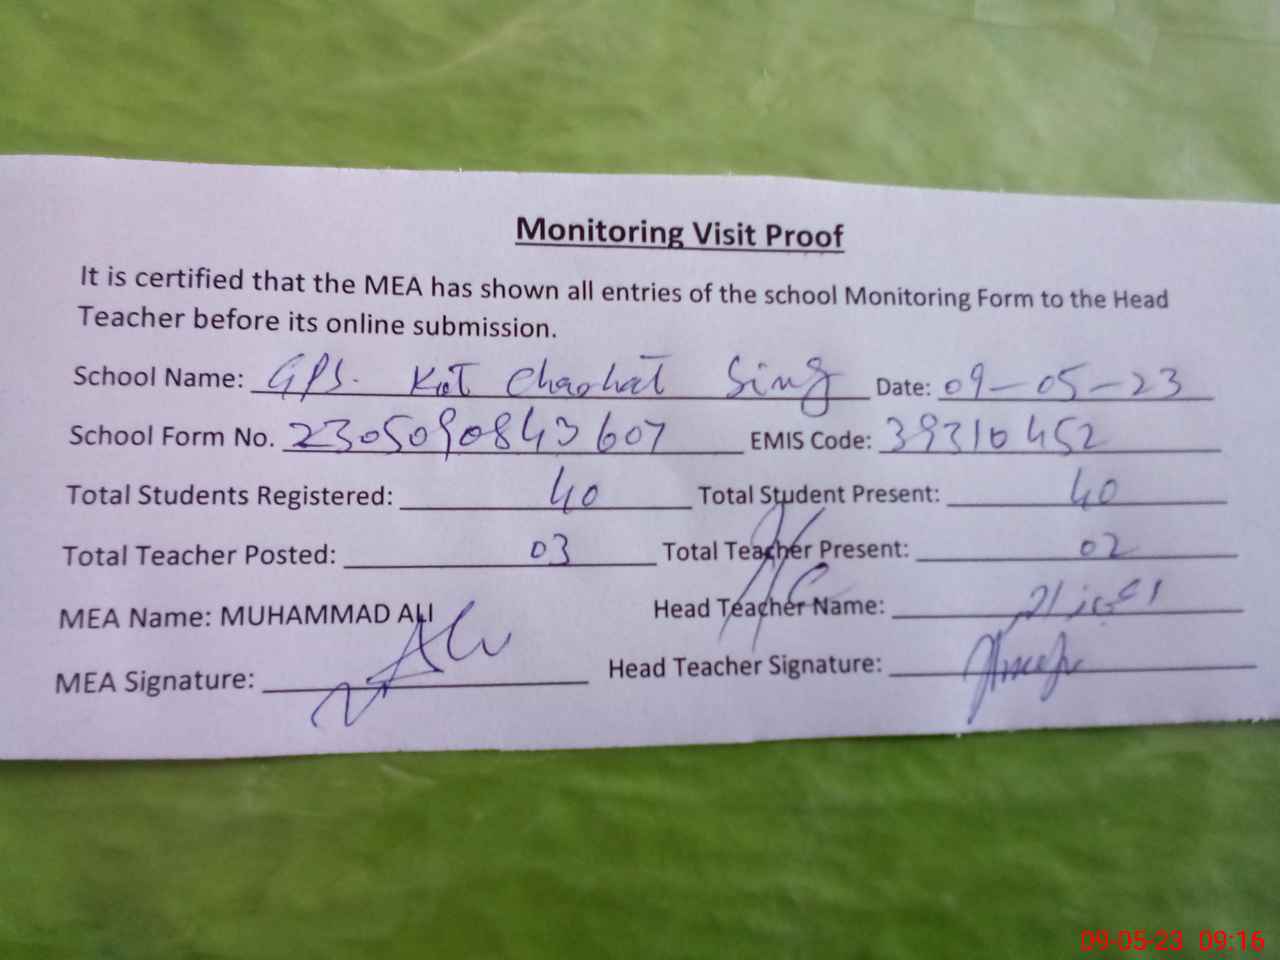 Monitoring Visit Proof
It is certified that the MEA has shown all entries of the school Monitoring Form to the Head
Teacher before its online submission.
School Name: GPS. Kot Sing Date: 09-05-23
School Form No. 2305090843607 EMIS Code: 39310452
Total Students Registered: 40 Total Student Present: 40
Total Teacher Posted: 03 Total Teacher Present: 02
MEA Name: MUHAMMAD ALI Head Teacher Name:
MEA Signature: Head Teacher Signature:
09-05-23 09:16